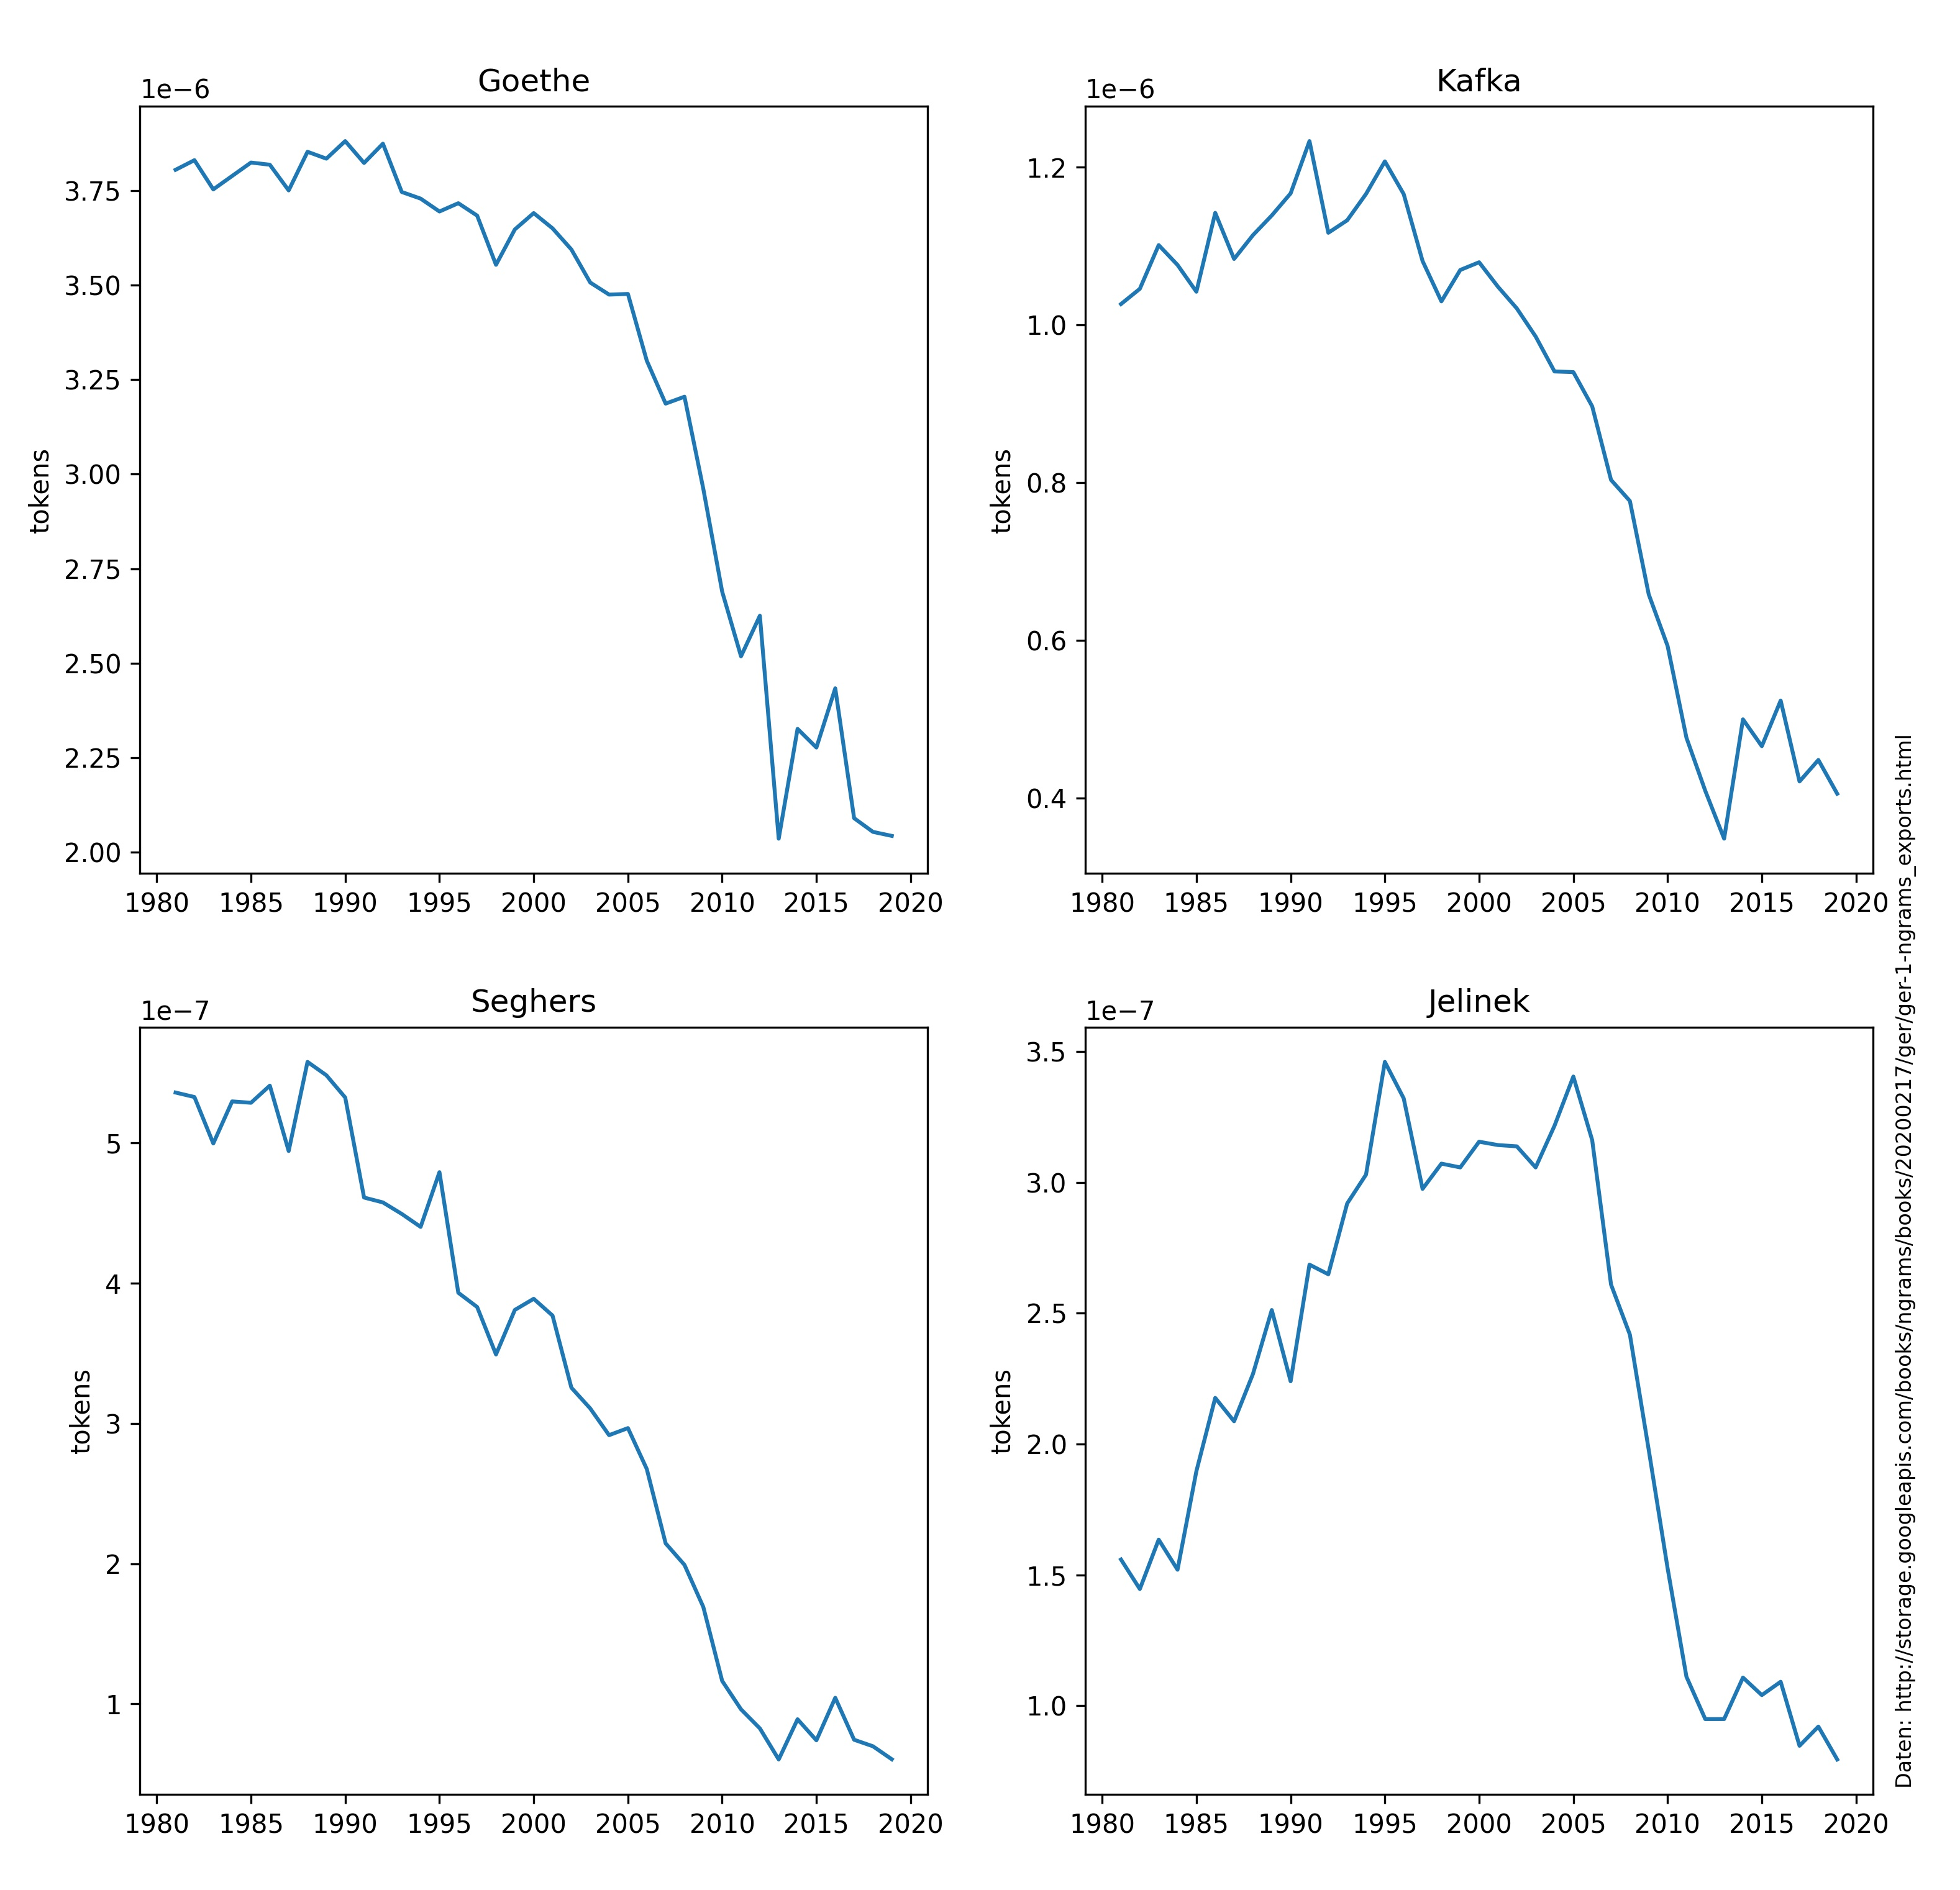 Goethe
1e−6
3.75
3.50
3.25
3.00
2.75
2.50
2.25
2.00
tokens
1980 1985 1990 1995 2000 2005 2010 2015 2020
Kafka
1e−6
1.2
1.0
0.8
0.6
0.4
tokens
1980 1985 1990 1995 2000 2005 2010 2015 2020
Seghers
1e−7
5
4
3
2
1
tokens
1980 1985 1990 1995 2000 2005 2010 2015 2020
Jelinek
1e−7
3.5
3.0
2.5
2.0
1.5
1.0
tokens
1980 1985 1990 1995 2000 2005 2010 2015 2020
Daten: http://storage.googleapis.com/books/ngrams/books/20200217/ger/ger-1-ngrams_exports.html